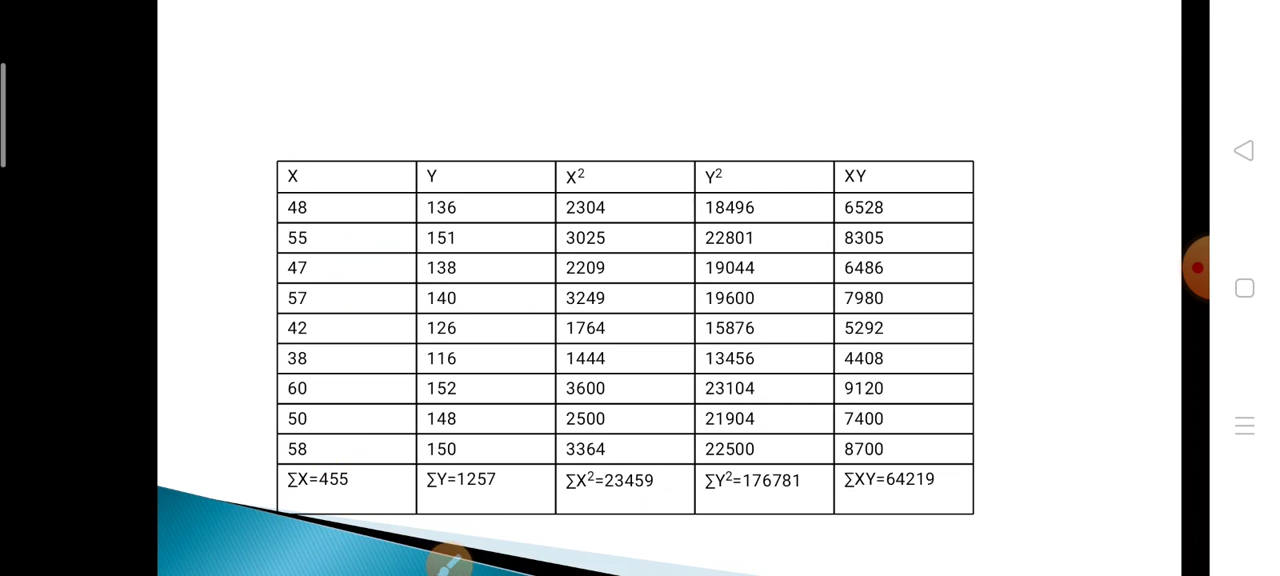 X Y X² Y² XY
48 136 2304 18496 6528
55 151 3025 22801 8305
47 138 2209 19044 6486
57 140 3249 19600 7980
42 126 1764 15876 5292
38 116 1444 13456 4408
60 152 3600 23104 9120
50 148 2500 21904 7400
58 150 3364 22500 8700
∑X=455 ∑Y=1257 ∑X²=23459 ∑Y²=176781 ∑XY=64219